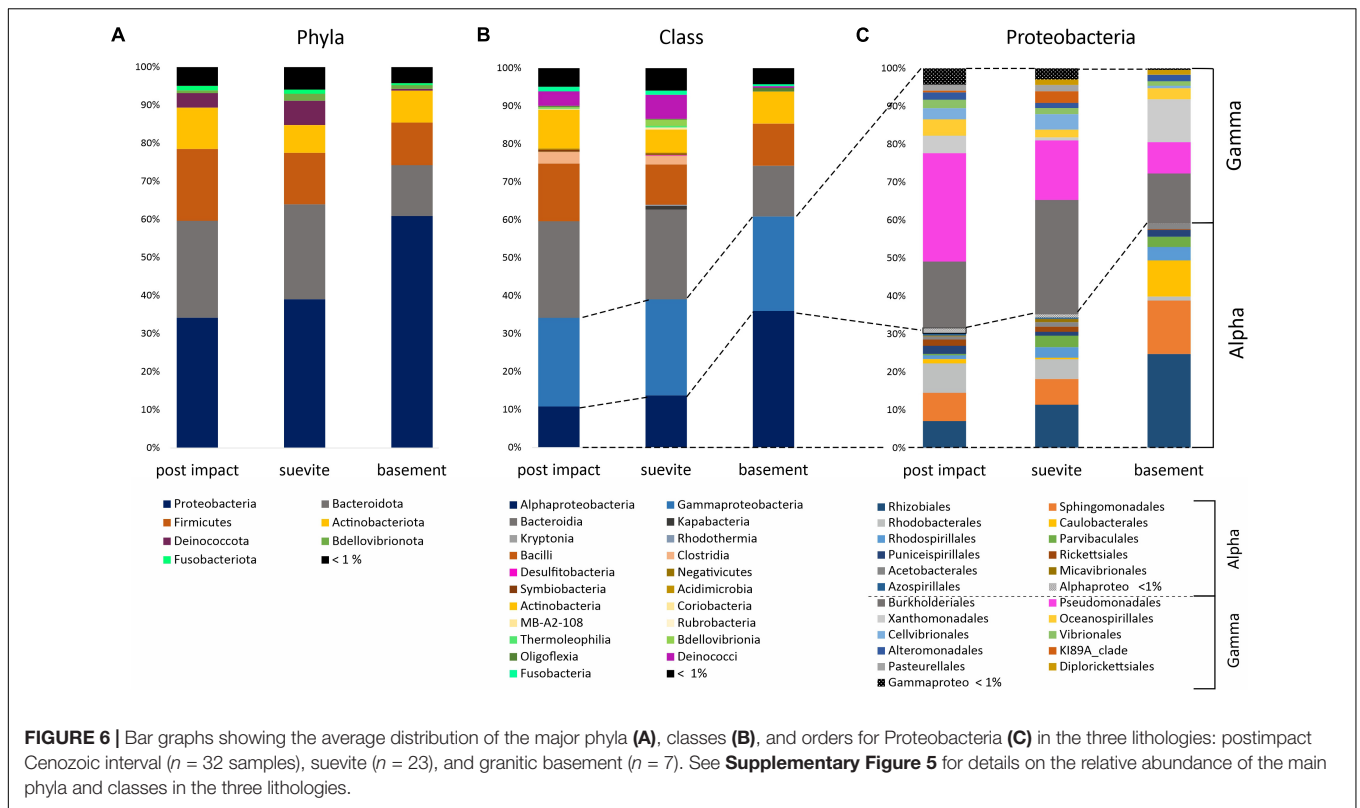 A Phyla
100%
90%
80%
70%
60%
50%
40%
30%
20%
10%
0%
post impact suevite basement
Proteobacteria Bacteroidota
Firmicutes Actinobacteriota
Deinococcota Bdellovibrionota
Fusobacteriota < 1 %
B Class
100%
90%
80%
70%
60%
50%
40%
30%
20%
10%
0%
post impact suevite basement
Alphaproteobacteria Gammaproteobacteria
Bacteroidia Kapabacteria
Kryptonia Rhodothermia
Bacilli Clostridia
Desulfitobacteria Negativicutes
Symbiobacteria Acidimicrobia
Actinobacteria Coriobacteria
MB-A2-108 Rubrobacteria
Thermoleophilia Bdellovibrionia
Oligoflexia Deinococci
Fusobacteria < 1%
C Proteobacteria
100%
90%
80%
70%
60%
50%
40%
30%
20%
10%
0%
post impact suevite basement
Gamma
Alpha
Rhizobiales Sphingomonadales
Rhodobacterales Caulobacterales
Rhodospirillales Parvibaculales
Puniceispirillales Rickettsiales
Acetobacterales Micavibrionales
Azospirillales Alphaproteo <1%
Burkholderiales Pseudomonadales
Xanthomonadales Oceanospirillales
Cellvibrionales Vibrionales
Alteromonadales KI89A_clade
Pasteurellales Diplorickettsiales
Gammaproteo < 1%
Alpha
Gamma
FIGURE 6 | Bar graphs showing the average distribution of the major phyla (A), classes (B), and orders for Proteobacteria (C) in the three lithologies: postimpact
Cenozoic interval (n = 32 samples), suevite (n = 23), and granitic basement (n = 7). See Supplementary Figure 5 for details on the relative abundance of the main
phyla and classes in the three lithologies.